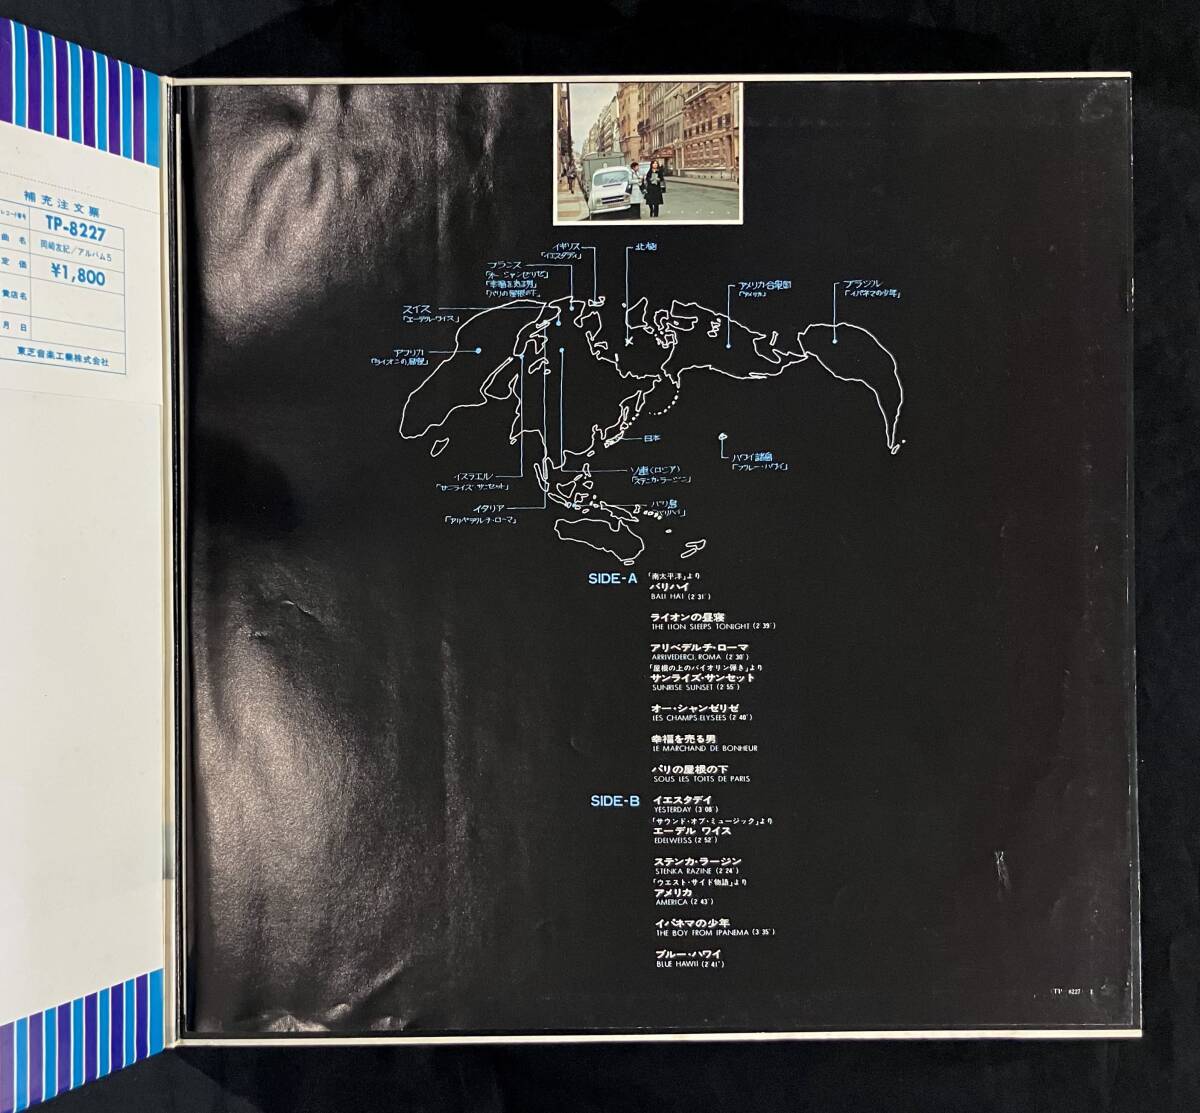 補充注文票
レコード番号 TP-8227
曲名 岡崎友紀/アルバム5
定価 ¥1,800
貴店名
月日
東芝音楽工業株式会社
イギリス
「イエスタデイ」
北極
フランス
「オー・シャンゼリゼ」
「幸福を売る男」
「パリの屋根の下」
アメリカ合衆国
「アメリカ」
ブラジル
「イパネマの少年」
スイス
「エーデルワイス」
アフリカ
「ライオンの昼寝」
日本
ハワイ諸島
「ブルー・ハワイ」
イスラエル
「サンライズ・サンセット」
ソ連(ロシア)
「ステンカ・ラージン」
イタリア
「アリベデルチ・ローマ」
バリ島
「バリハイ」
SIDE-A
「南太平洋」より
バリハイ
BALI HA'I (2'31")
ライオンの昼寝
THE LION SLEEPS TONIGHT (2'39")
アリベデルチ・ローマ
ARRIVEDERCI, ROMA (2'30")
「屋根の上のバイオリン弾き」より
サンライズ・サンセット
SUNRISE SUNSET (2'55")
オー・シャンゼリゼ
LES CHAMPS-ELYSEES (2'40")
幸福を売る男
LE MARCHAND DE BONHEUR
パリの屋根の下
SOUS LES TOITS DE PARIS
SIDE-B
イエスタデイ
YESTERDAY (3'08")
「サウンド・オブ・ミュージック」より
エーデルワイス
EDELWEISS (2'52")
ステンカ・ラージン
STENKA RAZINE (2'24")
「ウエスト・サイド物語」より
アメリカ
AMERICA (2'43")
イパネマの少年
THE BOY FROM IPANEMA (3'35")
ブルー・ハワイ
BLUE HAWII (2'41")
(TP-8227) 1